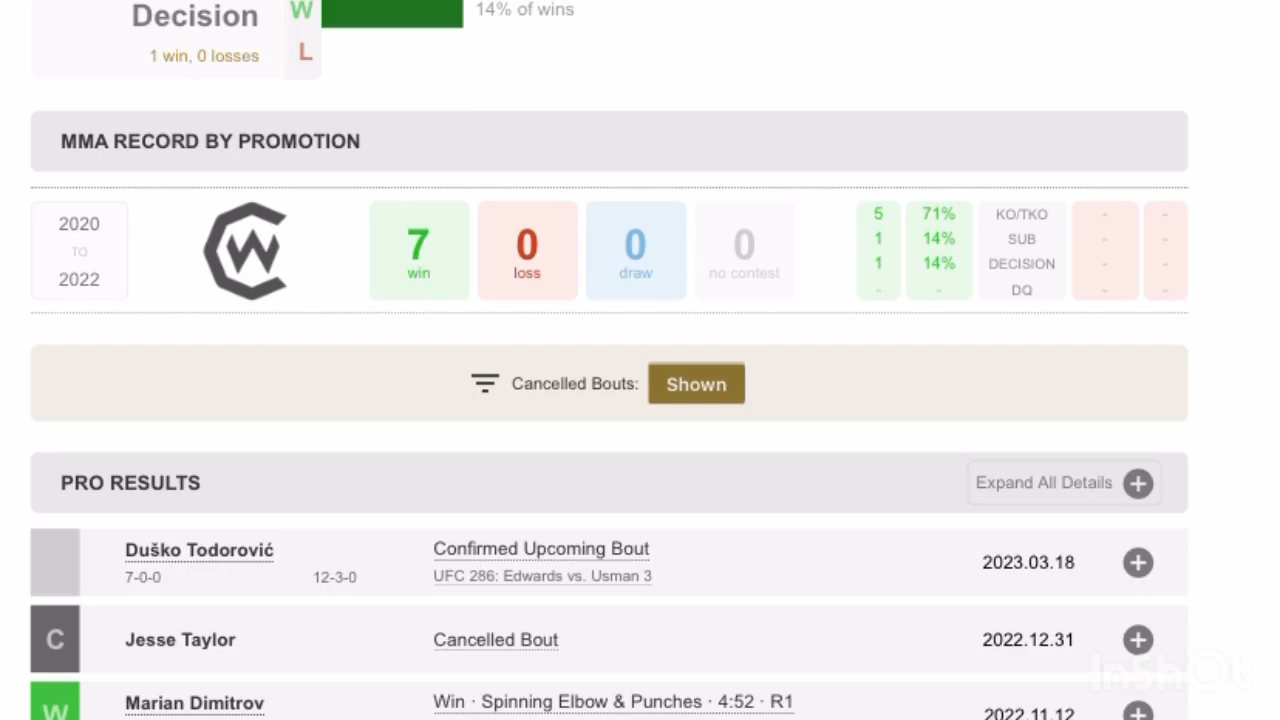 Decision W 14% of wins
1 win, 0 losses L
MMA RECORD BY PROMOTION
2020 TO 2022
CW
7 win
0 loss
0 draw
0 no contest
5 71% KO/TKO - -
1 14% SUB - -
1 14% DECISION - -
- - DQ - -
Cancelled Bouts: Shown
PRO RESULTS Expand All Details +
Duško Todorović Confirmed Upcoming Bout 2023.03.18 +
7-0-0 12-3-0 UFC 286: Edwards vs. Usman 3
C Jesse Taylor Cancelled Bout 2022.12.31 +
W Marian Dimitrov Win · Spinning Elbow & Punches · 4:52 · R1 2022.11.12 +
InShOt